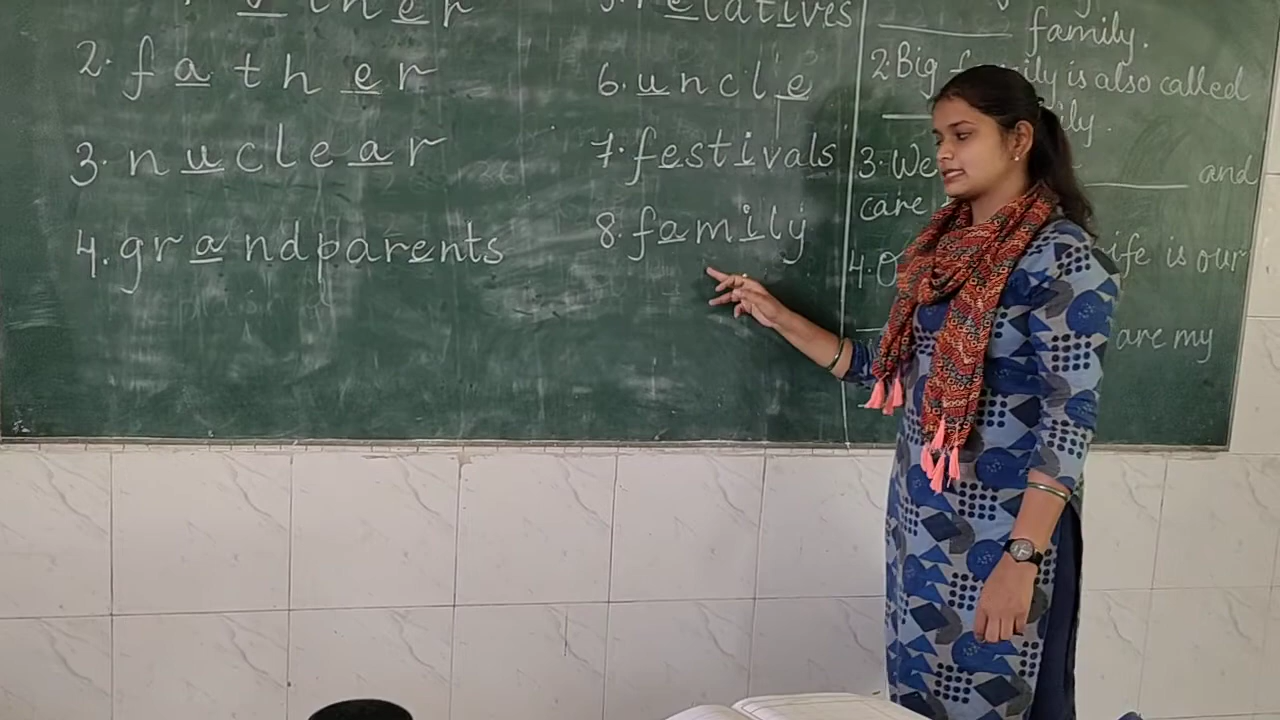 2. father
3. nuclear
4. grandparents
relatives
6. uncle
7. festivals
8. family
family.
2. Big family is also called
3. We and
care
4. life is our
are my